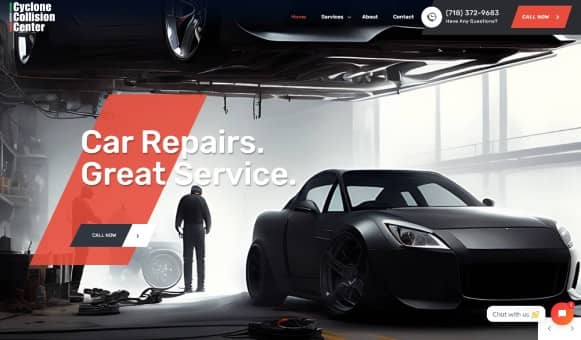 Cyclone
Collision
Center
Home
Services
About
Contact
(718) 372-9683
Have Any Questions?
CALL NOW
Car Repairs.
Great Service.
CALL NOW
Chat with us 👋